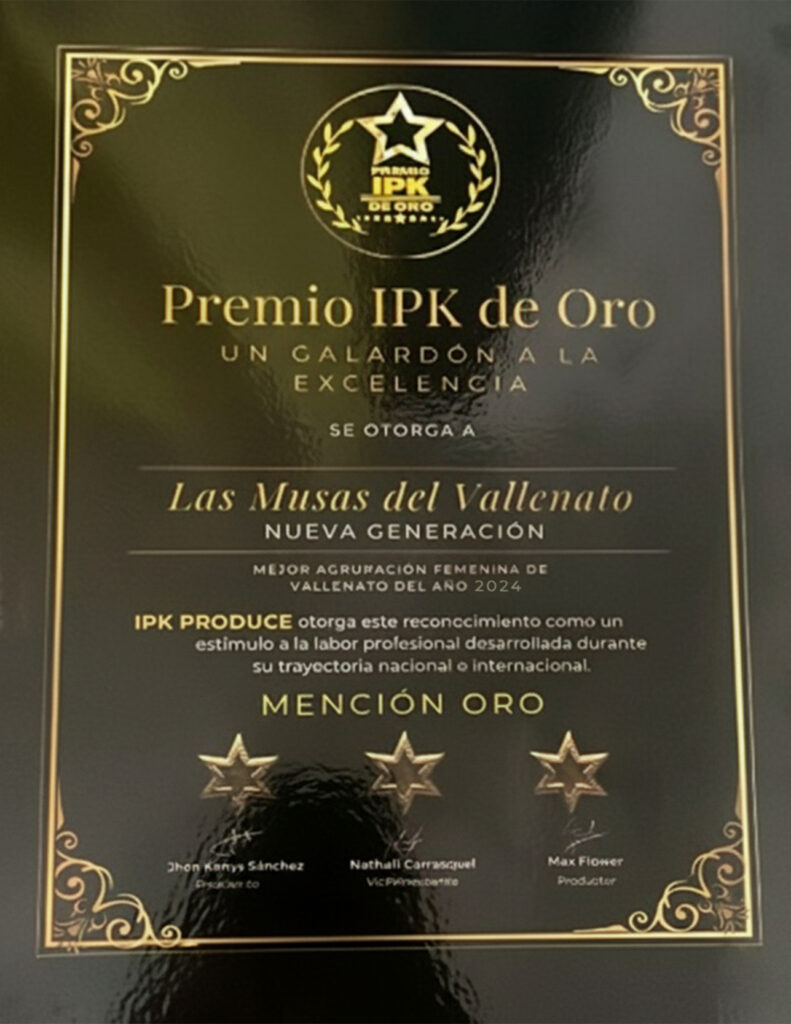 PREMIO
IPK
DE ORO
Premio IPK de Oro
UN GALARDÓN A LA
EXCELENCIA
SE OTORGA A
Las Musas del Vallenato
NUEVA GENERACIÓN
MEJOR AGRUPACIÓN FEMENINA DE
VALLENATO DEL AÑO 2024
IPK PRODUCE otorga este reconocimiento como un
estimulo a la labor profesional desarrollada durante
su trayectoria nacional e internacional.
MENCIÓN ORO
Jhon Kanys Sánchez Nathali Carrasquel Max Flower
Productor